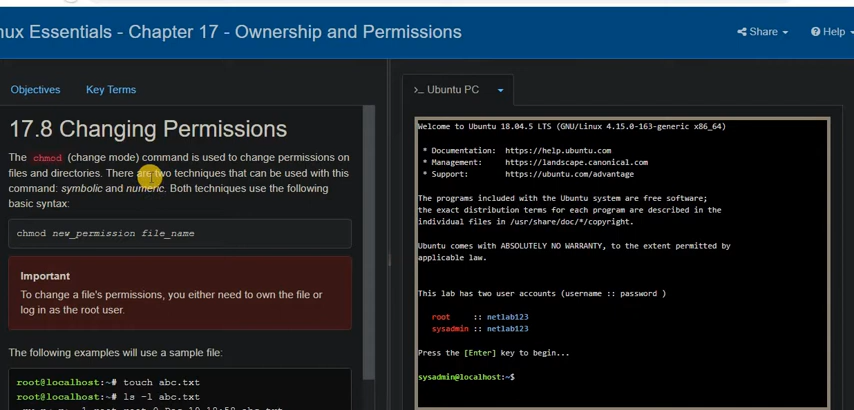 nux Essentials - Chapter 17 - Ownership and Permissions
Share
Help
Objectives
Key Terms
17.8 Changing Permissions
The chmod (change mode) command is used to change permissions on
files and directories. There are two techniques that can be used with this
command: symbolic and numeric. Both techniques use the following
basic syntax:
chmod new_permission file_name
Important
To change a file's permissions, you either need to own the file or
log in as the root user.
The following examples will use a sample file:
root@localhost:~# touch abc.txt
root@localhost:~# ls -l abc.txt
>_ Ubuntu PC
Welcome to Ubuntu 18.04.5 LTS (GNU/Linux 4.15.0-163-generic x86_64)
* Documentation: https://help.ubuntu.com
* Management: https://landscape.canonical.com
* Support: https://ubuntu.com/advantage
The programs included with the Ubuntu system are free software;
the exact distribution terms for each program are described in the
individual files in /usr/share/doc/*/copyright.
Ubuntu comes with ABSOLUTELY NO WARRANTY, to the extent permitted by
applicable law.
This lab has two user accounts (username :: password )
root :: netlab123
sysadmin :: netlab123
Press the [Enter] key to begin...
sysadmin@localhost:~$